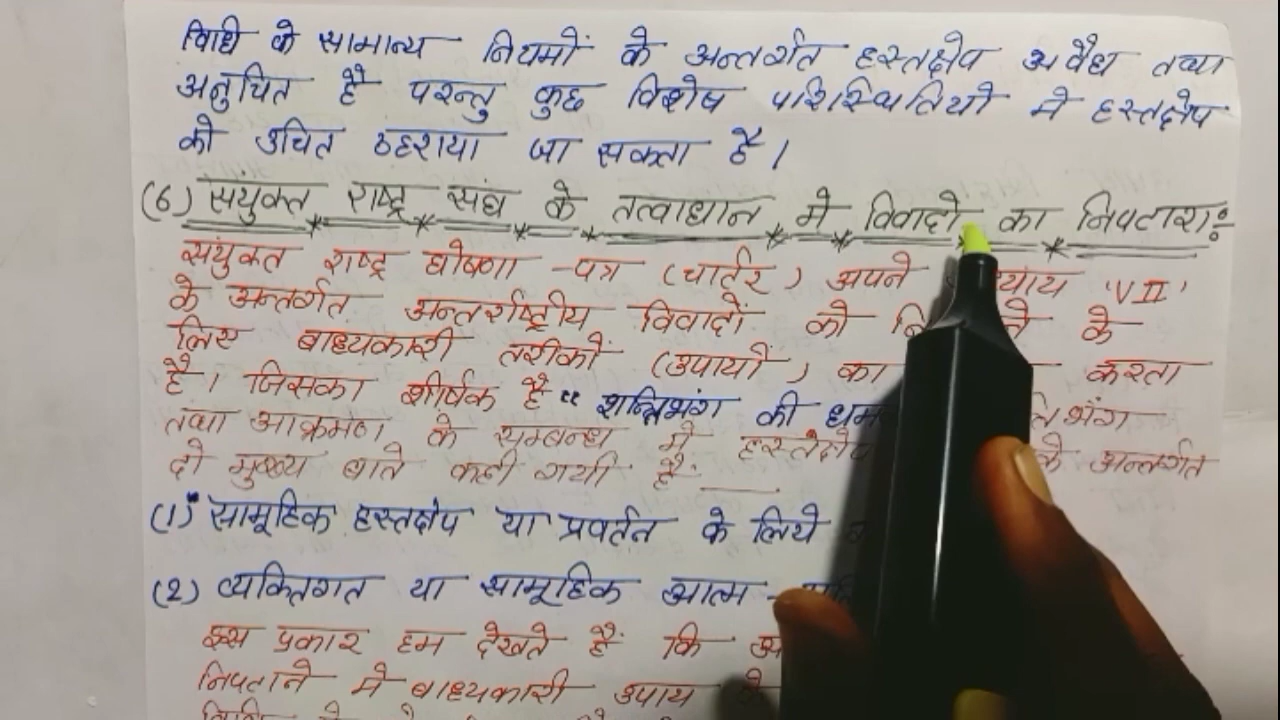 विधि के सामान्य नियमों के अन्तर्गत हस्तक्षेप अवैध तथा
अनुचित है परन्तु कुछ विशेष परिस्थितियो मे हस्तक्षेप
को उचित ठहराया जा सकता है।
(6) संयुक्त राष्ट्र संघ के तत्वाधान में विवादों का निपटारा:
संयुक्त राष्ट्र घोषणा -पत्र (चार्टर) अपने 'VII'
के अन्तर्गत अन्तर्राष्ट्रीय विवादों को के
लिए बाध्यकारी तरीकों (उपायों) का करता
है। जिसका शीर्षक है "शान्तिभंग की
तथा आक्रमण के सम्बन्ध में हस्तक्षेप के अन्तर्गत
दो मुख्य बाते कही गयी हैं:
(1) सामूहिक हस्तक्षेप या प्रवर्तन के लिये
(2) व्यक्तिगत या सामूहिक आत्म -
इस प्रकार हम देखते हैं कि
निपटाने मे बाध्यकारी उपाय